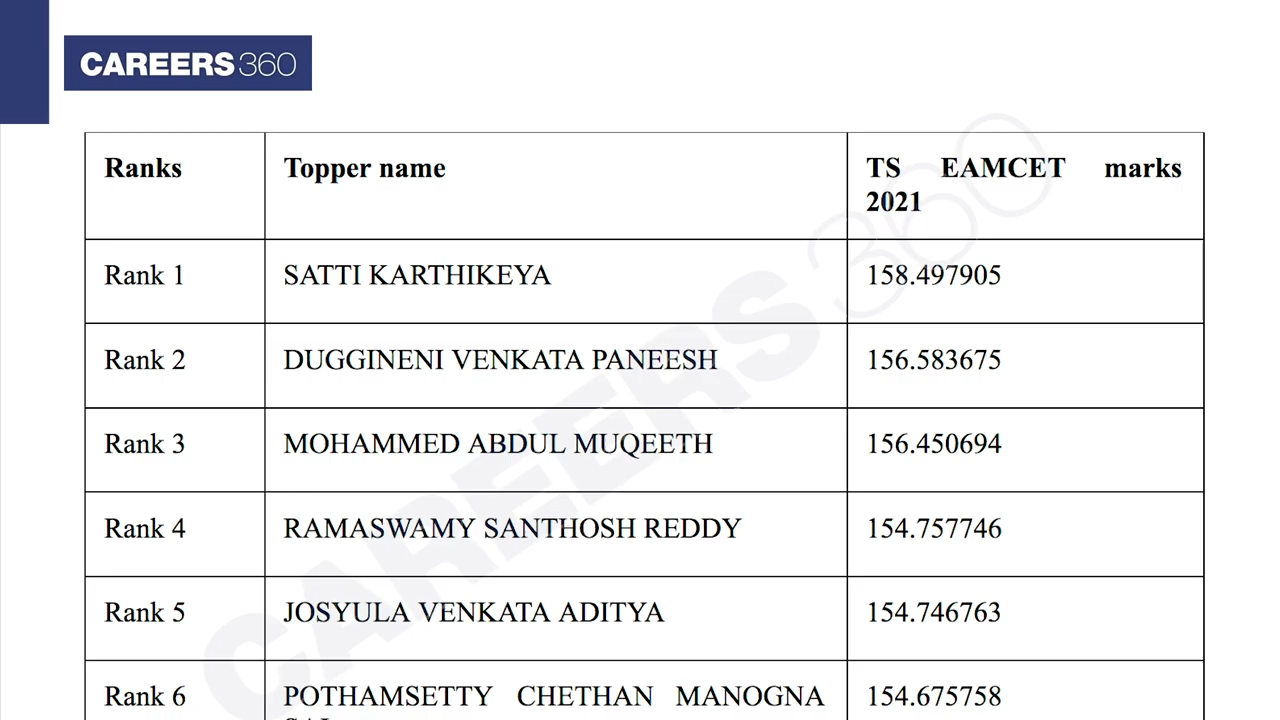 CAREERS360
Ranks Topper name TS EAMCET marks
2021
Rank 1 SATTI KARTHIKEYA 158.497905
Rank 2 DUGGINENI VENKATA PANEESH 156.583675
Rank 3 MOHAMMED ABDUL MUQEETH 156.450694
Rank 4 RAMASWAMY SANTHOSH REDDY 154.757746
Rank 5 JOSYULA VENKATA ADITYA 154.746763
Rank 6 POTHAMSETTY CHETHAN MANOGNA 154.675758
CAREERS360